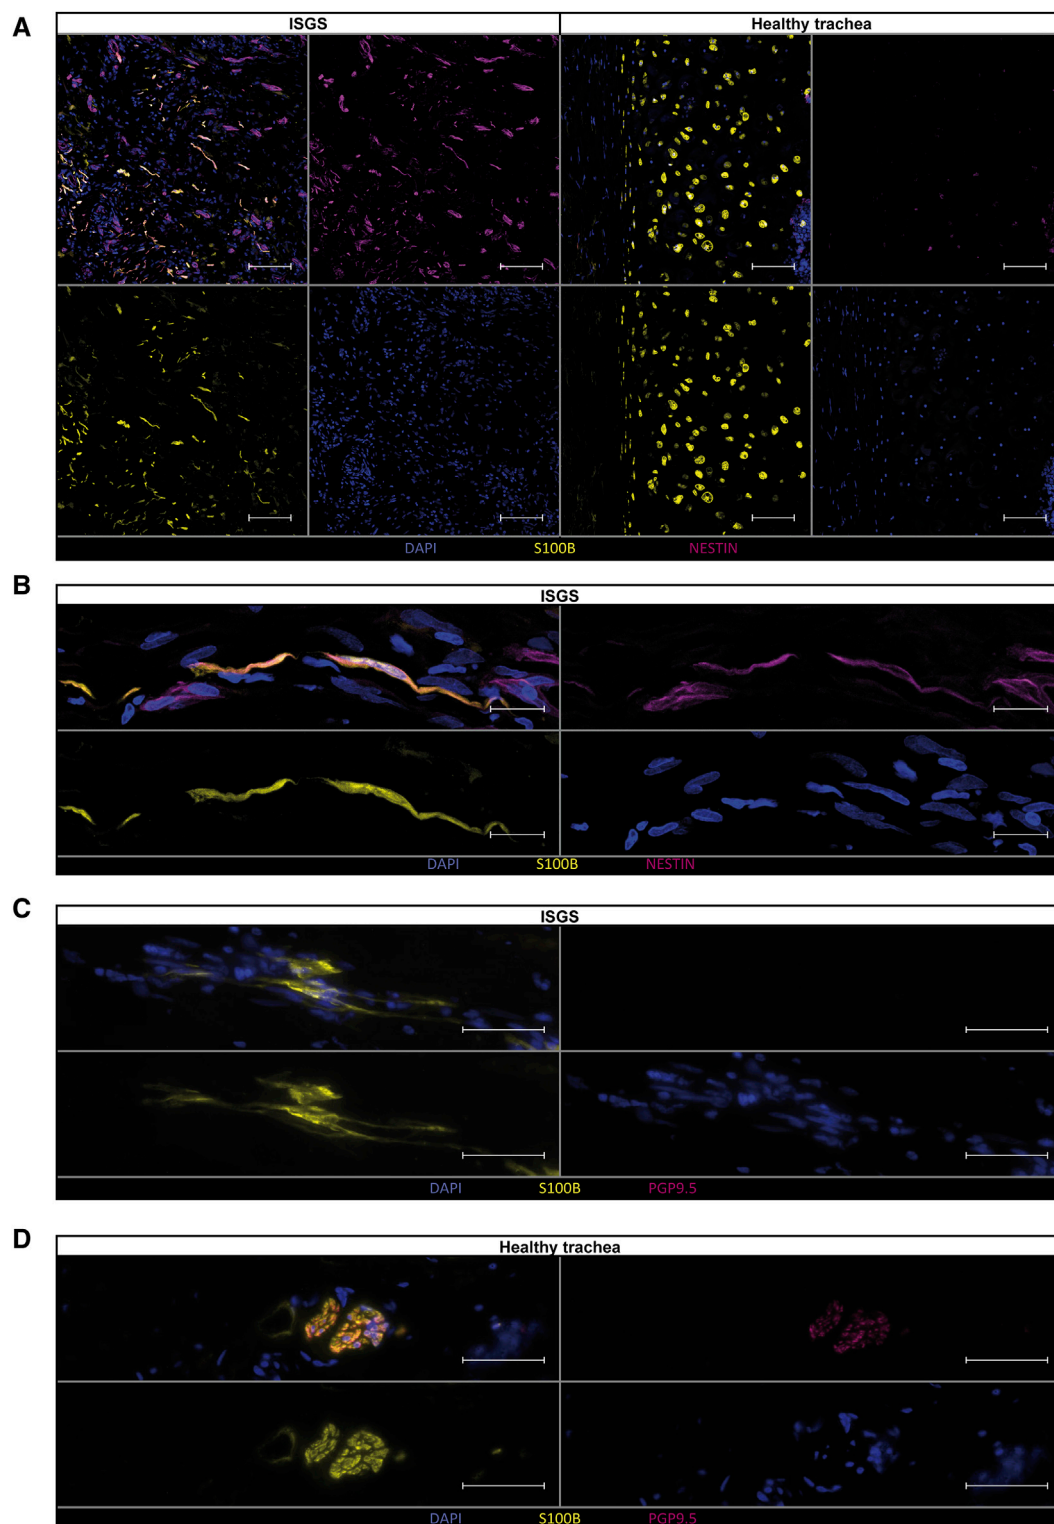 A
ISGS Healthy trachea
DAPI S100B NESTIN
B
ISGS
DAPI S100B NESTIN
C
ISGS
DAPI S100B PGP9.5
D
Healthy trachea
DAPI S100B PGP9.5